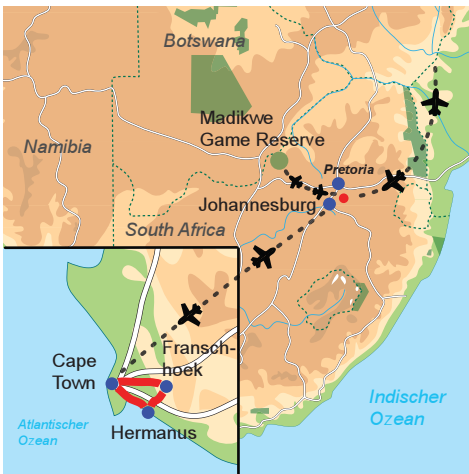 Botswana
Madikwe
Game Reserve
Namibia
Pretoria
Johannesburg
South Africa
Fransch-
hoek
Cape
Town
Indischer
Ozean
Atlantischer
Ozean
Hermanus